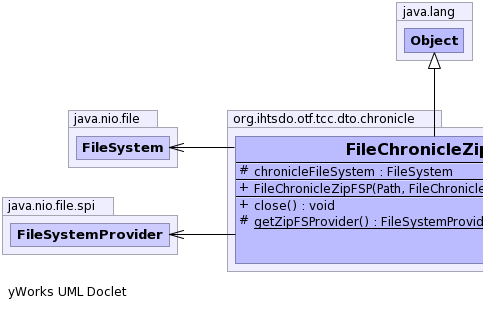 java.lang
Object
java.nio.file
FileSystem
org.ihtsdo.otf.tcc.dto.chronicle
FileChronicleZip
# chronicleFileSystem : FileSystem
+ FileChronicleZipFSP(Path, FileChronicle
+ close() : void
# getZipFSProvider() : FileSystemProvid
java.nio.file.spi
FileSystemProvider
yWorks UML Doclet